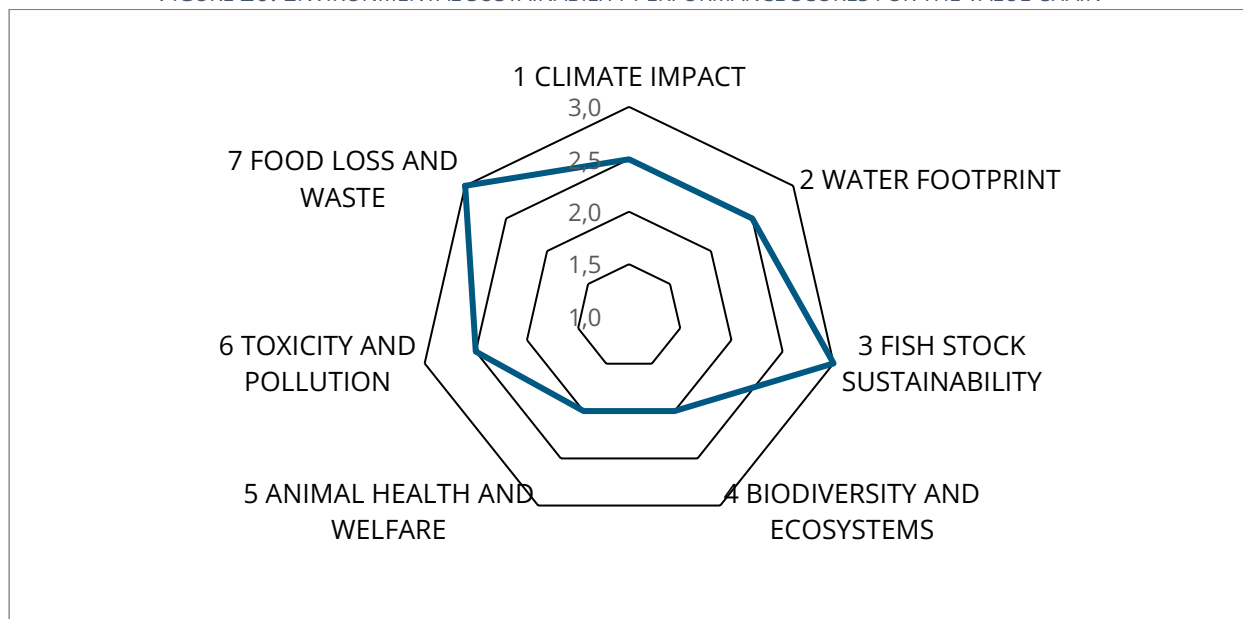 1 CLIMATE IMPACT
3,0
7 FOOD LOSS AND
WASTE
2,5
2 WATER FOOTPRINT
2,0
1,5
1,0
6 TOXICITY AND
POLLUTION
3 FISH STOCK
SUSTAINABILITY
5 ANIMAL HEALTH AND
WELFARE
4 BIODIVERSITY AND
ECOSYSTEMS